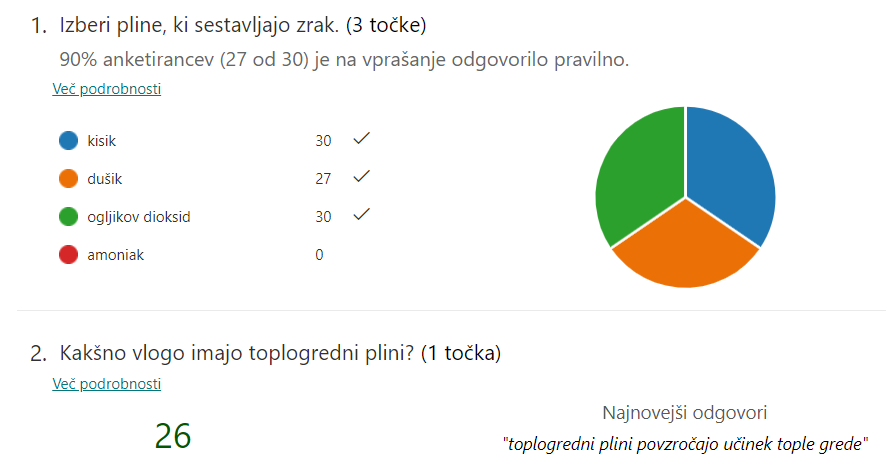 1. Izberi pline, ki sestavljajo zrak. (3 točke)
90% anketirancev (27 od 30) je na vprašanje odgovorilo pravilno.
Več podrobnosti
kisik 30
dušik 27
ogljikov dioksid 30
amoniak 0
2. Kakšno vlogo imajo toplogredni plini? (1 točka)
Več podrobnosti
26
Najnovejši odgovori
"toplogredni plini povzročajo učinek tople grede"